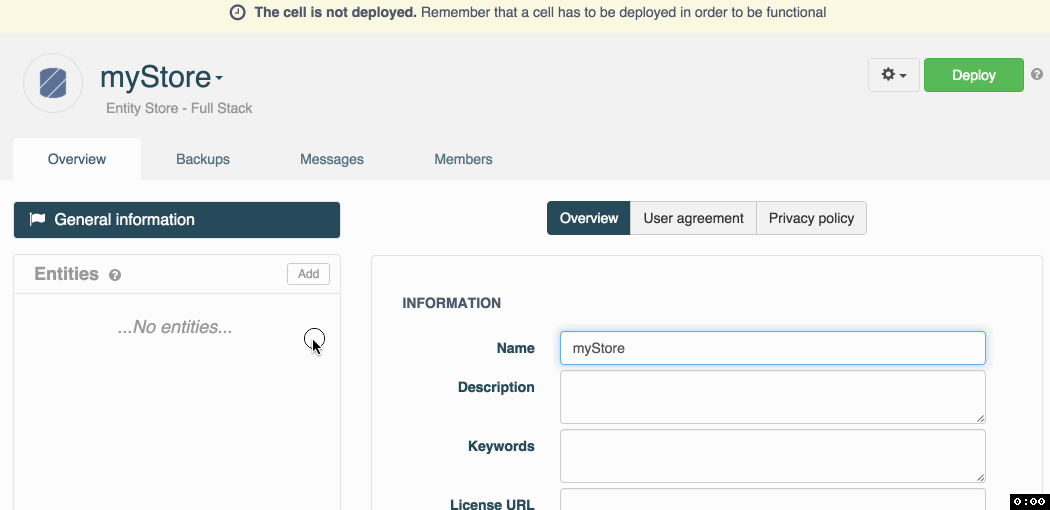 The cell is not deployed. Remember that a cell has to be deployed in order to be functional
myStore
Deploy
Entity Store - Full Stack
Overview Backups Messages Members
General information
Overview User agreement Privacy policy
Entities Add
INFORMATION
...No entities...
Name myStore
Description
Keywords
License URL
0:00